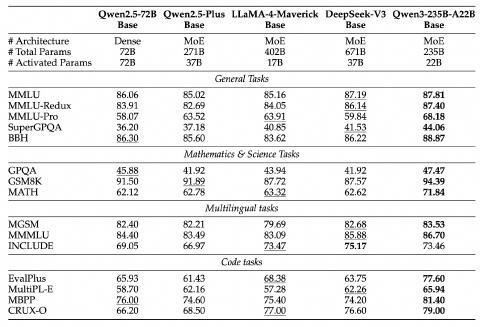 Qwen2.5-72B Qwen2.5-Plus LLaMA-4-Maverick DeepSeek-V3 Qwen3-235B-A22B
Base Base Base Base Base
# Architecture Dense MoE MoE MoE MoE
# Total Params 72B 271B 402B 671B 235B
# Activated Params 72B 37B 17B 37B 22B
General Tasks
MMLU 86.06 85.02 85.16 87.19 87.81
MMLU-Redux 83.91 82.69 84.05 86.14 87.40
MMLU-Pro 58.07 63.52 63.91 59.84 68.18
SuperGPQA 36.20 37.18 40.85 41.53 44.06
BBH 86.30 85.60 83.62 86.22 88.87
Mathematics & Science Tasks
GPQA 45.88 41.92 43.94 41.92 47.47
GSM8K 91.50 91.89 87.72 87.57 94.39
MATH 62.12 62.78 63.32 62.62 71.84
Multilingual tasks
MGSM 82.40 82.21 79.69 82.68 83.53
MMMLU 84.40 83.49 83.09 85.88 86.70
INCLUDE 69.05 66.97 73.47 75.17 73.46
Code tasks
EvalPlus 65.93 61.43 68.38 63.75 77.60
MultiPL-E 58.70 62.16 57.28 62.26 65.94
MBPP 76.00 74.60 75.40 74.20 81.40
CRUX-O 66.20 68.50 77.00 76.60 79.00